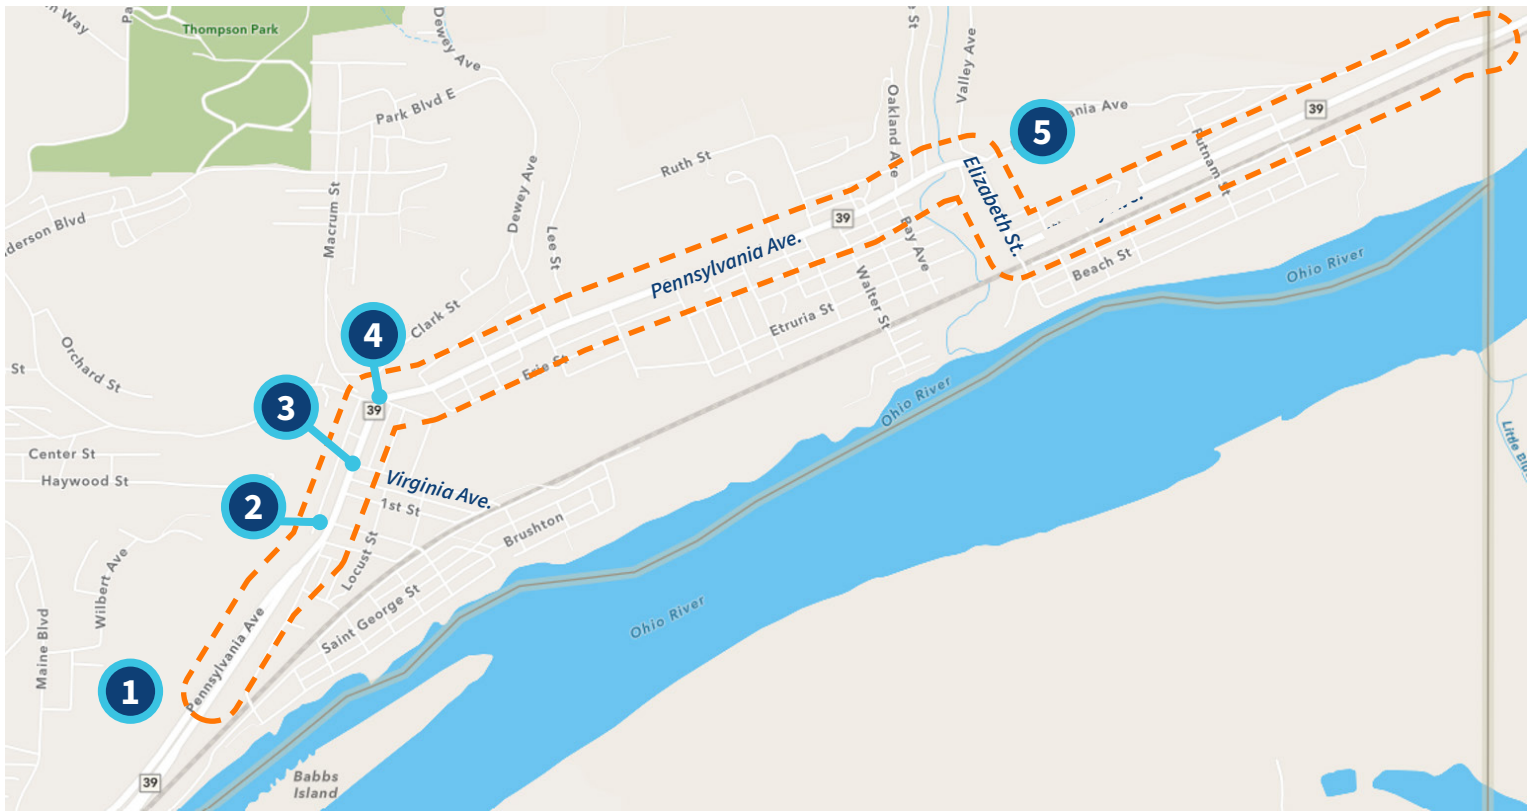 Thompson Park
Way
Dewey Ave
Park Blvd E
Valley Ave
Oakland Ave
ania Ave
39
5
Putnam St
Ruth St
Macrum St
Dewey Ave
Lee St
derson Blvd
39
Elizabeth St.
Bay Ave
Pennsylvania Ave.
Beach St
Ohio River
Walter St
Etruria St
Clark St
4
Erie St
Orchard St
St
3
39
Ohio River
Center St
Haywood St
Virginia Ave.
2
1st St
Brushton
Locust St
Wilbert Ave
Maine Blvd
Saint George St
Ohio River
Pennsylvania Ave
1
39
Babbs
Island
St